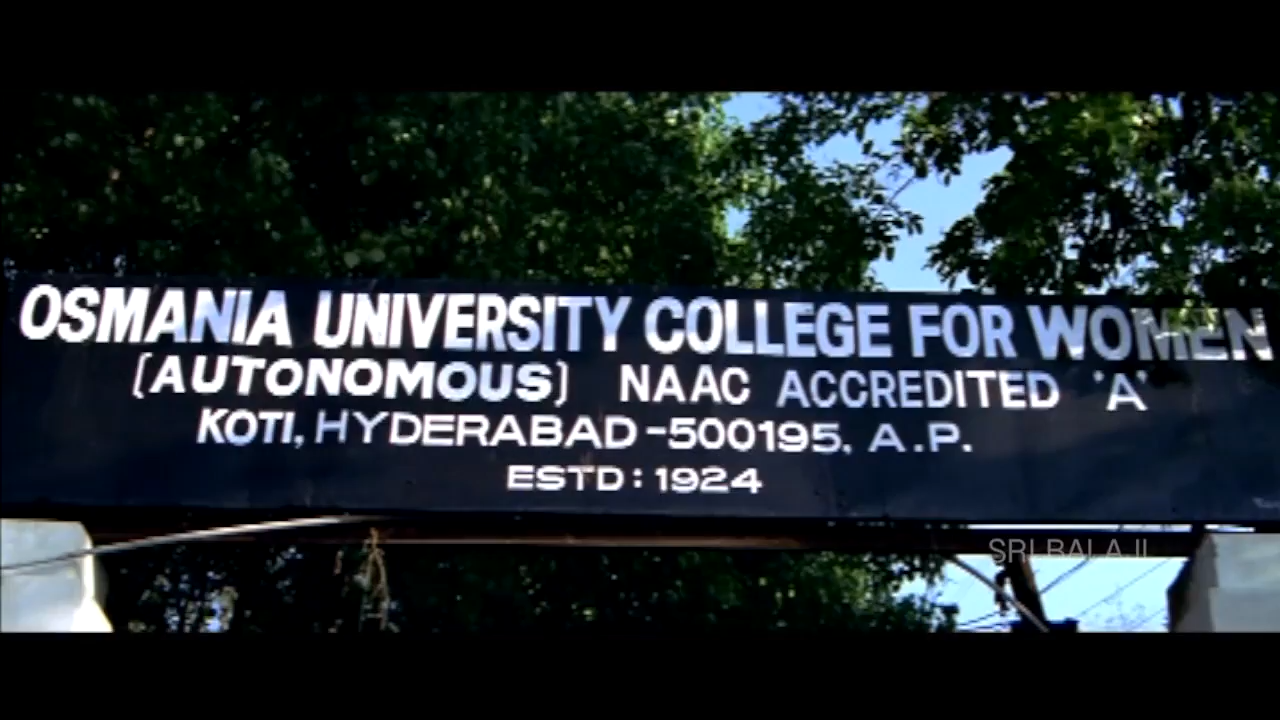 OSMANIA UNIVERSITY COLLEGE FOR WOMEN
(AUTONOMOUS) NAAC ACCREDITED 'A'
KOTI, HYDERABAD-500195. A.P.
ESTD: 1924
SRI BALAJI